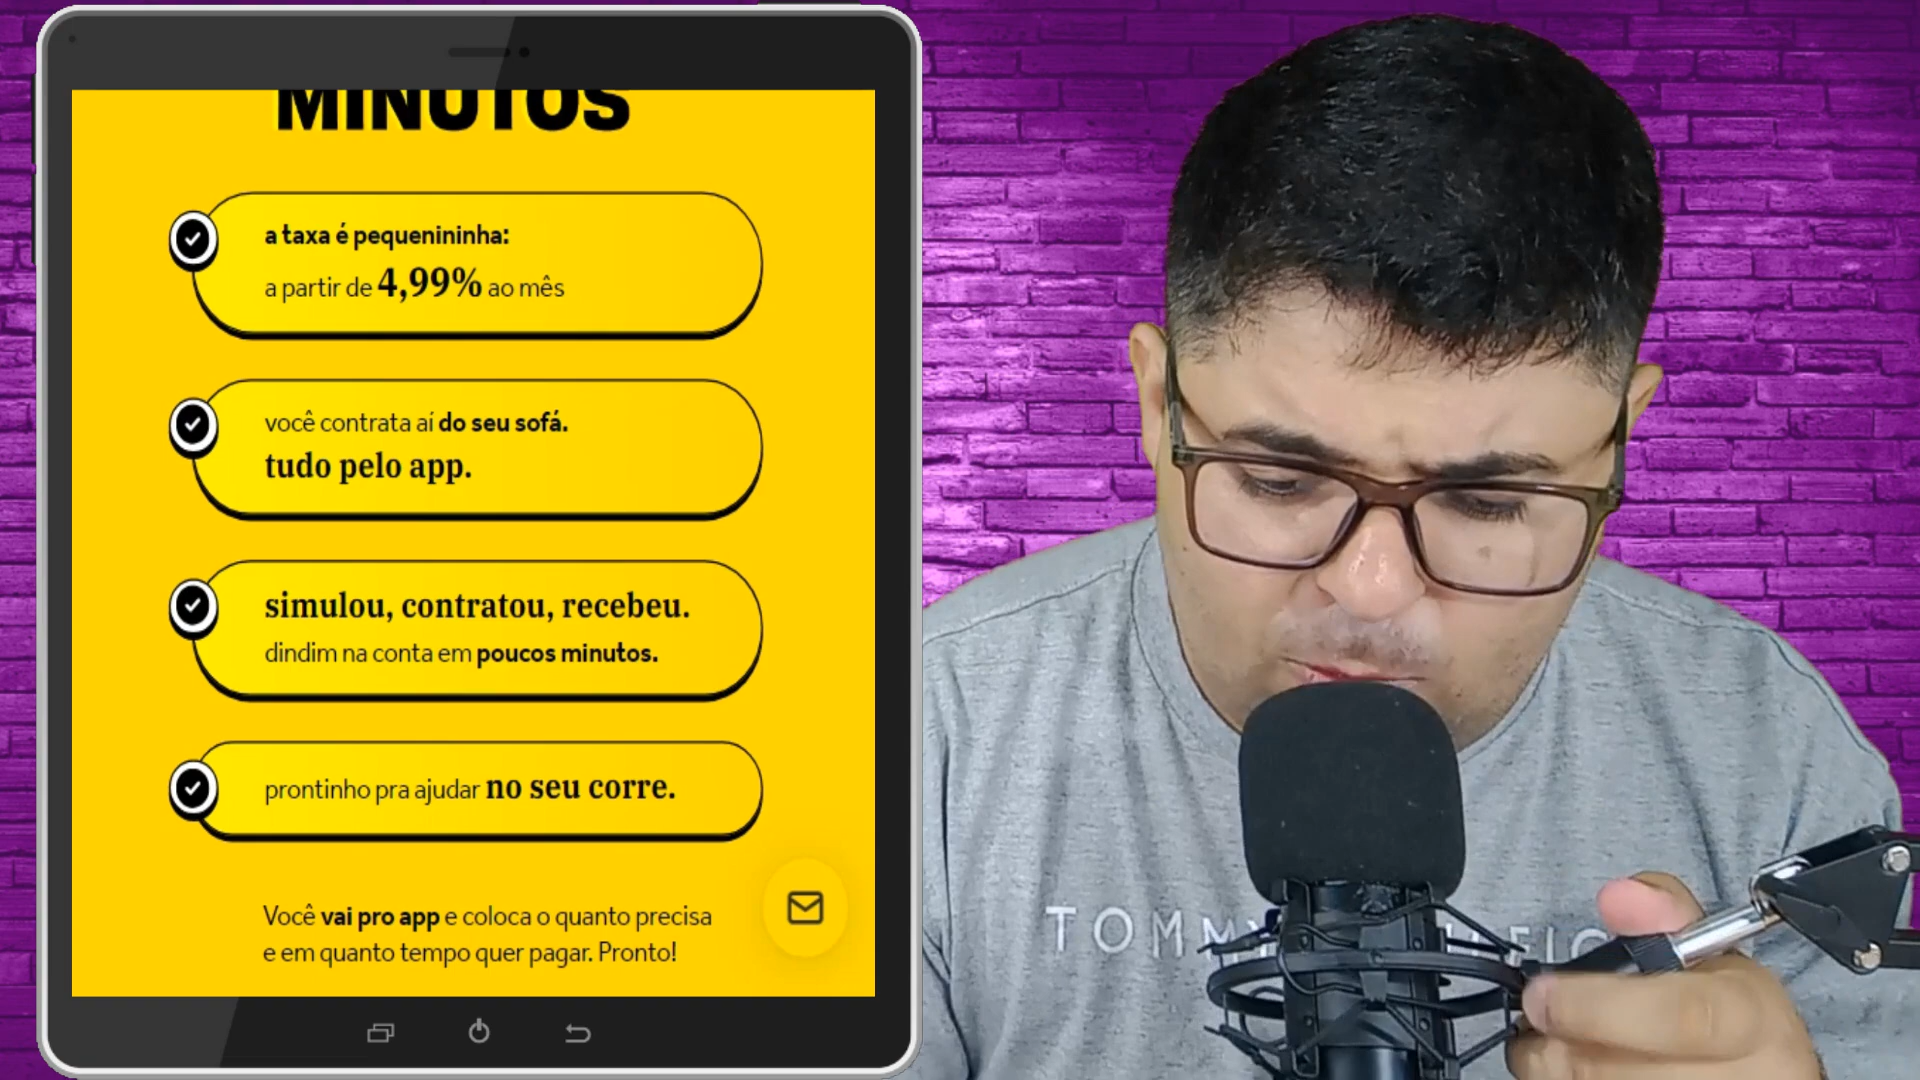 MINUTOS
a taxa é pequenininha:
a partir de 4,99% ao mês
você contrata aí do seu sofá.
tudo pelo app.
simulou, contratou, recebeu.
dindim na conta em poucos minutos.
prontinho pra ajudar no seu corre.
Você vai pro app e coloca o quanto precisa
e em quanto tempo quer pagar. Pronto!
TOMMY